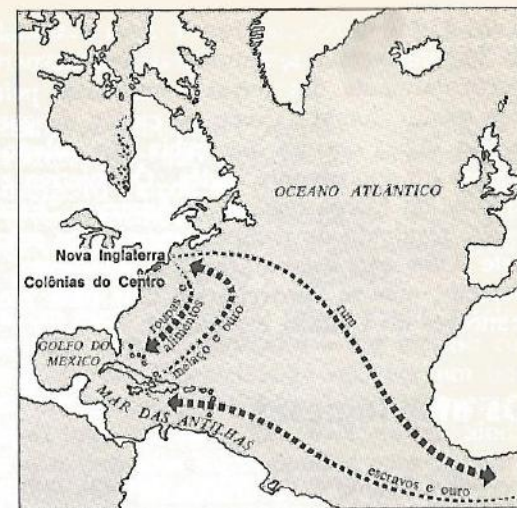 OCEANO ATLÂNTICO
Nova Inglaterra
Colônias do Centro
roupas e
alimentos
melaço e ouro
rum
GOLFO DO
MÉXICO
MAR DAS ANTILHAS
escravos e ouro